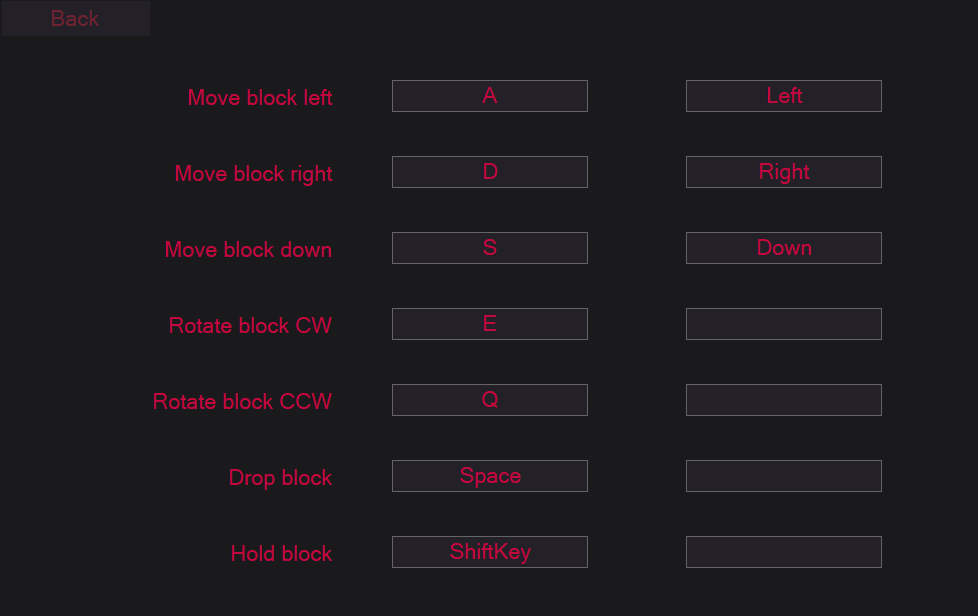 Back
Move block left A Left
Move block right D Right
Move block down S Down
Rotate block CW E
Rotate block CCW Q
Drop block Space
Hold block ShiftKey